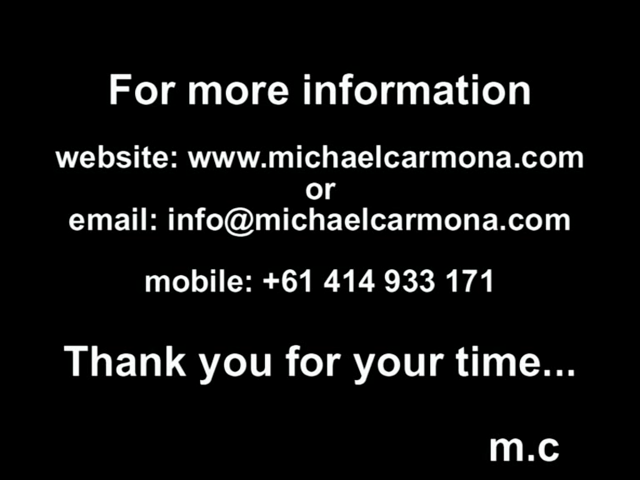 For more information
website: www.michaelcarmona.com
or
email: info@michaelcarmona.com
mobile: +61 414 933 171
Thank you for your time...
m.c